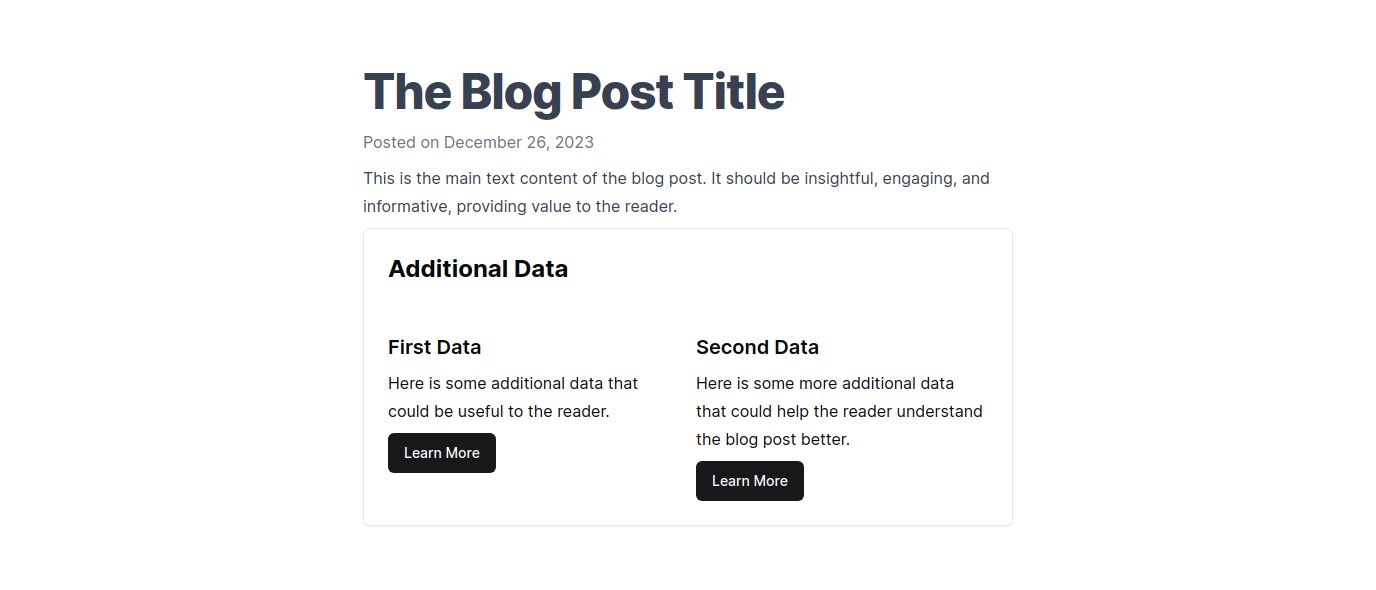 The Blog Post Title
Posted on December 26, 2023
This is the main text content of the blog post. It should be insightful, engaging, and
informative, providing value to the reader.
Additional Data
First Data
Here is some additional data that
could be useful to the reader.
Learn More
Second Data
Here is some more additional data
that could help the reader understand
the blog post better.
Learn More